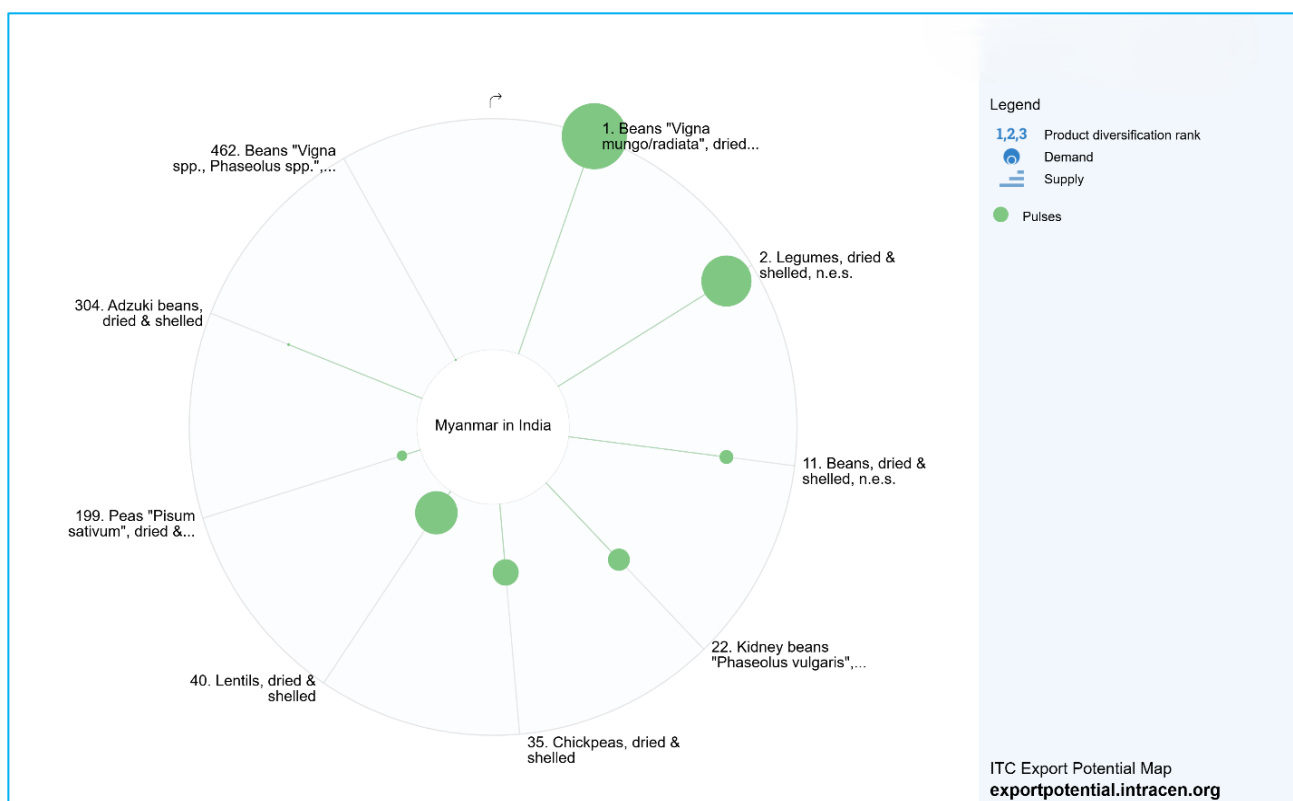 1. Beans "Vigna
mungo/radiata", dried...
462. Beans "Vigna
spp., Phaseolus spp.",...
2. Legumes, dried &
shelled, n.e.s.
304. Adzuki beans,
dried & shelled
Myanmar in India
11. Beans, dried &
shelled, n.e.s.
199. Peas "Pisum
sativum", dried &...
22. Kidney beans
"Phaseolus vulgaris",...
40. Lentils, dried &
shelled
35. Chickpeas, dried &
shelled
Legend
1,2,3 Product diversification rank
Demand
Supply
Pulses
ITC Export Potential Map
exportpotential.intracen.org